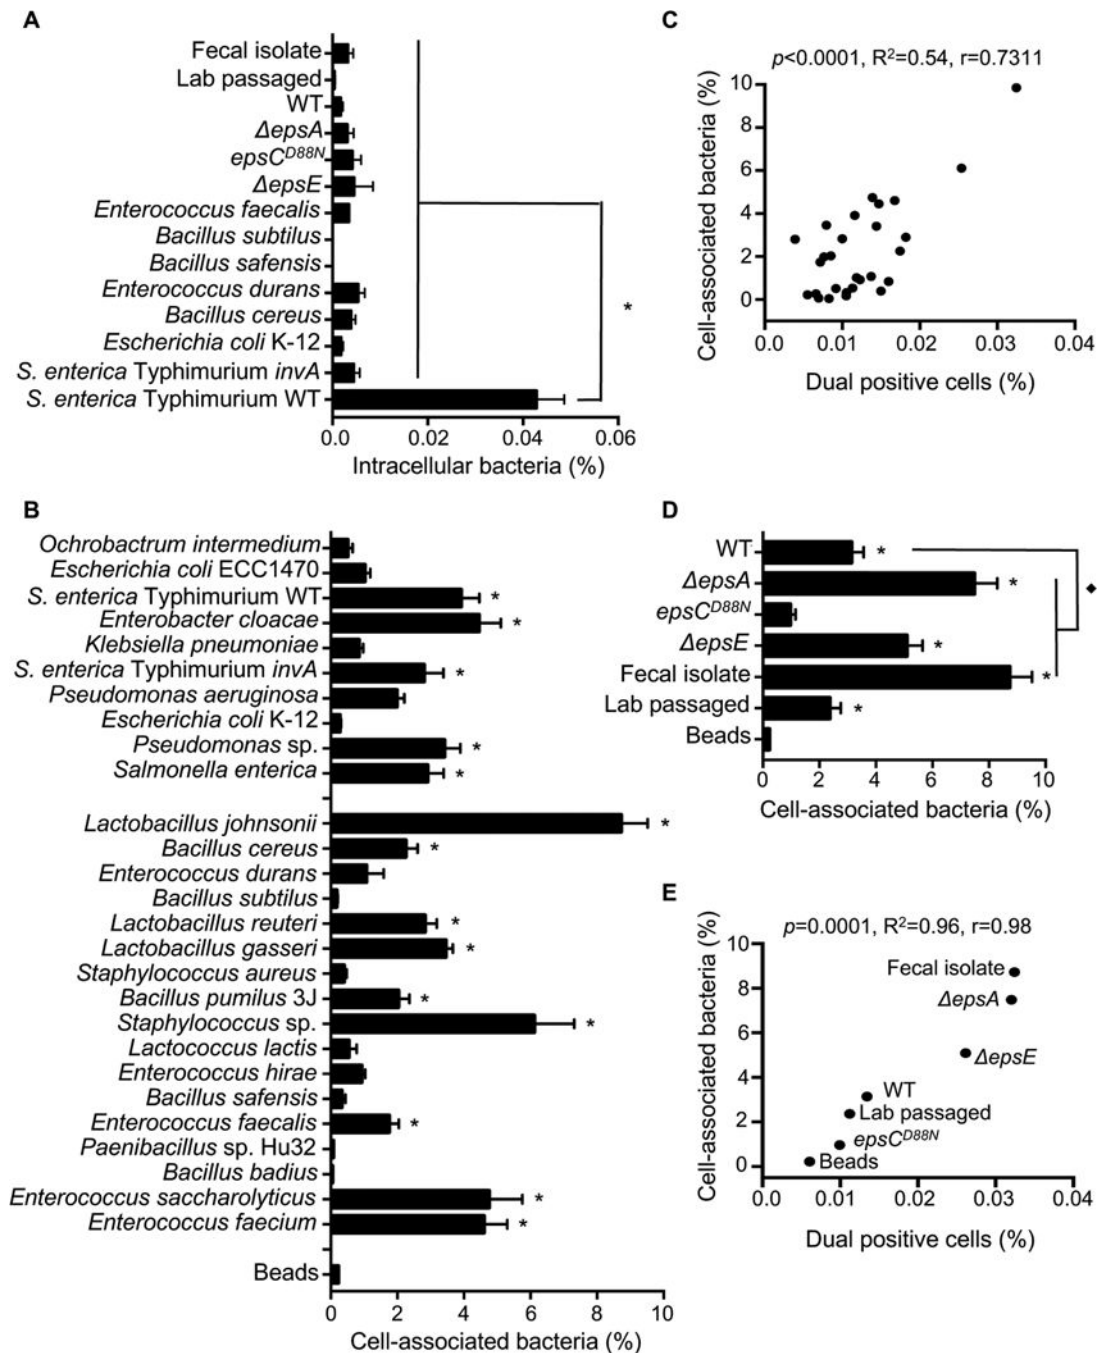 A
Fecal isolate
Lab passaged
WT
ΔepsA
epsC^D88N
ΔepsE
Enterococcus faecalis
Bacillus subtilus
Bacillus safensis
Enterococcus durans
Bacillus cereus
Escherichia coli K-12
S. enterica Typhimurium invA
S. enterica Typhimurium WT
*
0.0 0.02 0.04 0.06
Intracellular bacteria (%)
B
Ochrobactrum intermedium
Escherichia coli ECC1470
S. enterica Typhimurium WT *
Enterobacter cloacae *
Klebsiella pneumoniae
S. enterica Typhimurium invA *
Pseudomonas aeruginosa
Escherichia coli K-12
Pseudomonas sp. *
Salmonella enterica *
Lactobacillus johnsonii *
Bacillus cereus *
Enterococcus durans
Bacillus subtilus
Lactobacillus reuteri *
Lactobacillus gasseri *
Staphylococcus aureus
Bacillus pumilus 3J *
Staphylococcus sp. *
Lactococcus lactis
Enterococcus hirae
Bacillus safensis
Enterococcus faecalis *
Paenibacillus sp. Hu32
Bacillus badius
Enterococcus saccharolyticus *
Enterococcus faecium *
Beads
0 2 4 6 8 10
Cell-associated bacteria (%)
C
p<0.0001, R²=0.54, r=0.7311
Cell-associated bacteria (%)
10
8
6
4
2
0
0.0 0.01 0.02 0.03 0.04
Dual positive cells (%)
D
WT *
ΔepsA *
epsC^D88N
ΔepsE *
Fecal isolate *
Lab passaged *
Beads
◆
0 2 4 6 8 10
Cell-associated bacteria (%)
E
p=0.0001, R²=0.96, r=0.98
Cell-associated bacteria (%)
10
8
6
4
2
0
Fecal isolate
ΔepsA
ΔepsE
WT
Lab passaged
epsC^D88N
Beads
0.0 0.01 0.02 0.03 0.04
Dual positive cells (%)